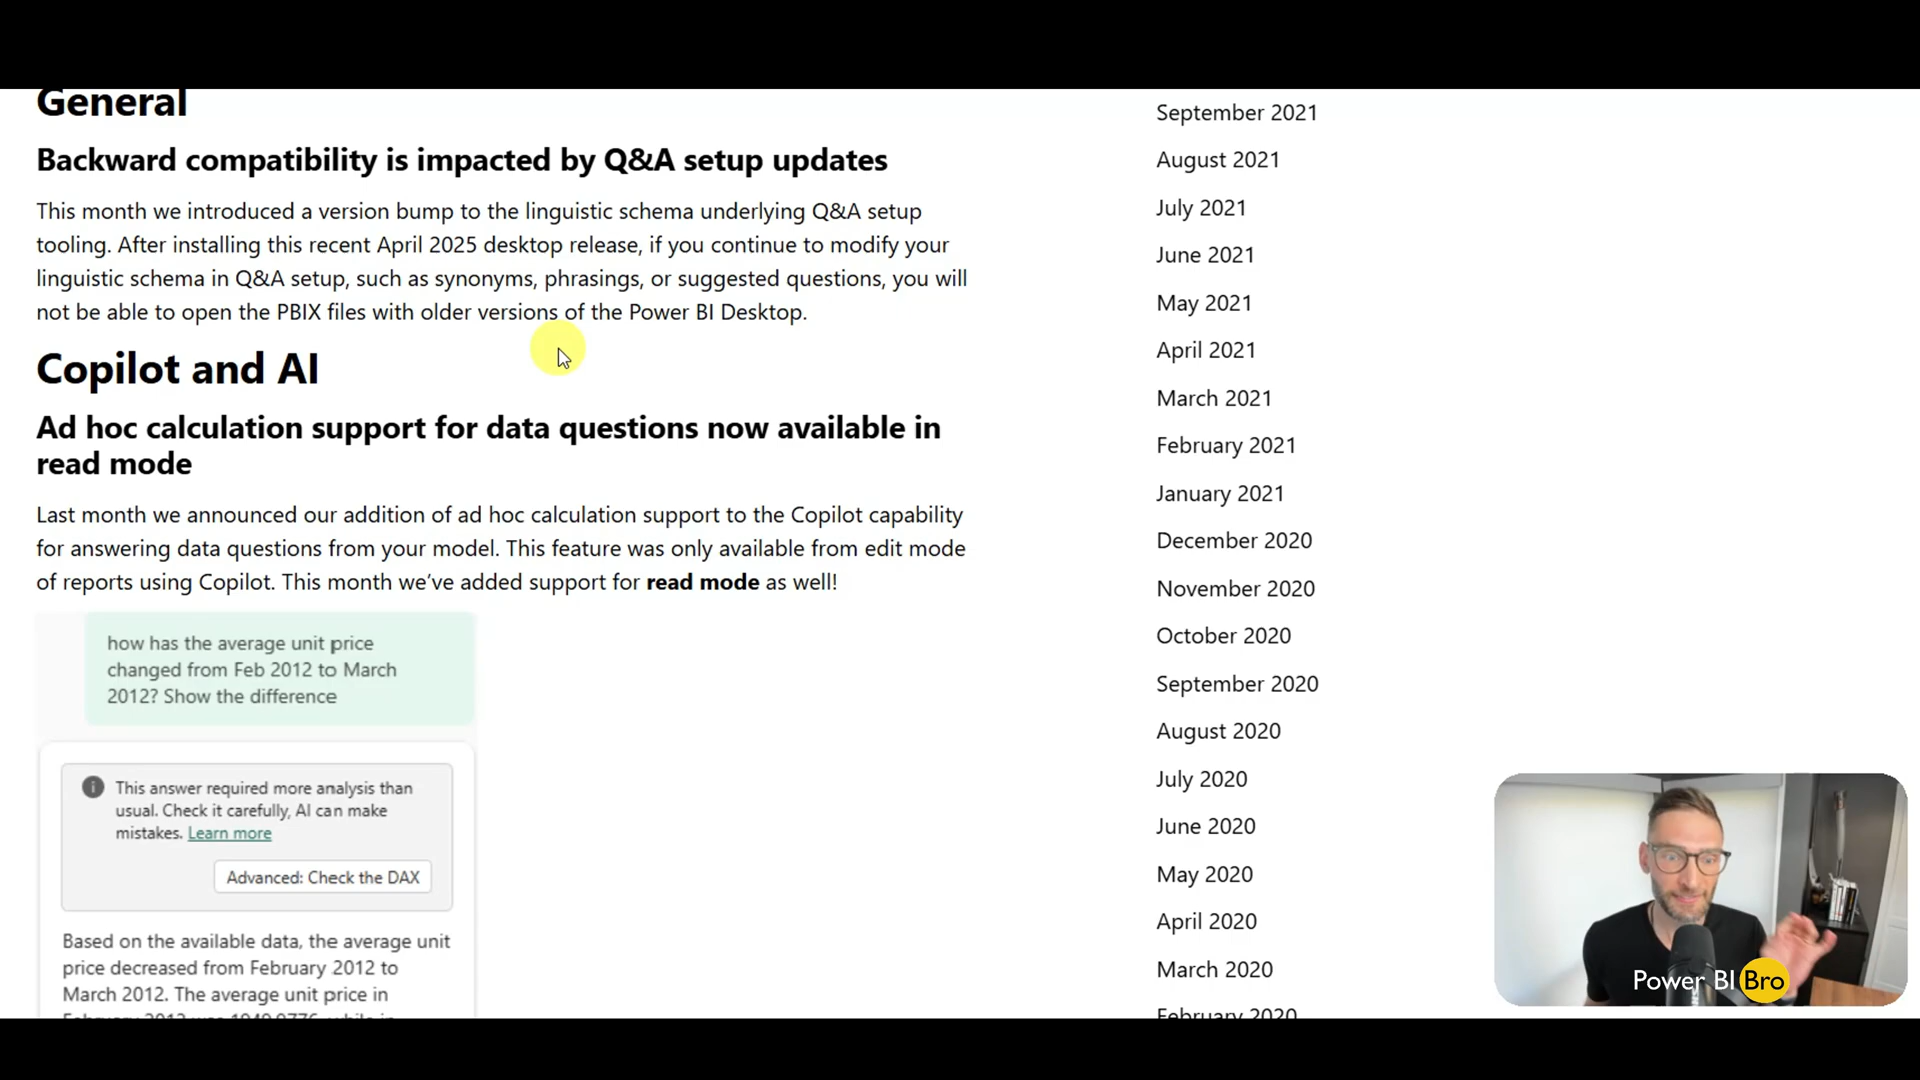 General
Backward compatibility is impacted by Q&A setup updates
This month we introduced a version bump to the linguistic schema underlying Q&A setup
tooling. After installing this recent April 2025 desktop release, if you continue to modify your
linguistic schema in Q&A setup, such as synonyms, phrasings, or suggested questions, you will
not be able to open the PBIX files with older versions of the Power BI Desktop.
Copilot and AI
Ad hoc calculation support for data questions now available in
read mode
Last month we announced our addition of ad hoc calculation support to the Copilot capability
for answering data questions from your model. This feature was only available from edit mode
of reports using Copilot. This month we’ve added support for read mode as well!
how has the average unit price
changed from Feb 2012 to March
2012? Show the difference
This answer required more analysis than
usual. Check it carefully, AI can make
mistakes. Learn more
Advanced: Check the DAX
Based on the available data, the average unit
price decreased from February 2012 to
March 2012. The average unit price in
September 2021
August 2021
July 2021
June 2021
May 2021
April 2021
March 2021
February 2021
January 2021
December 2020
November 2020
October 2020
September 2020
August 2020
July 2020
June 2020
May 2020
April 2020
March 2020
February 2020
Power BI Bro